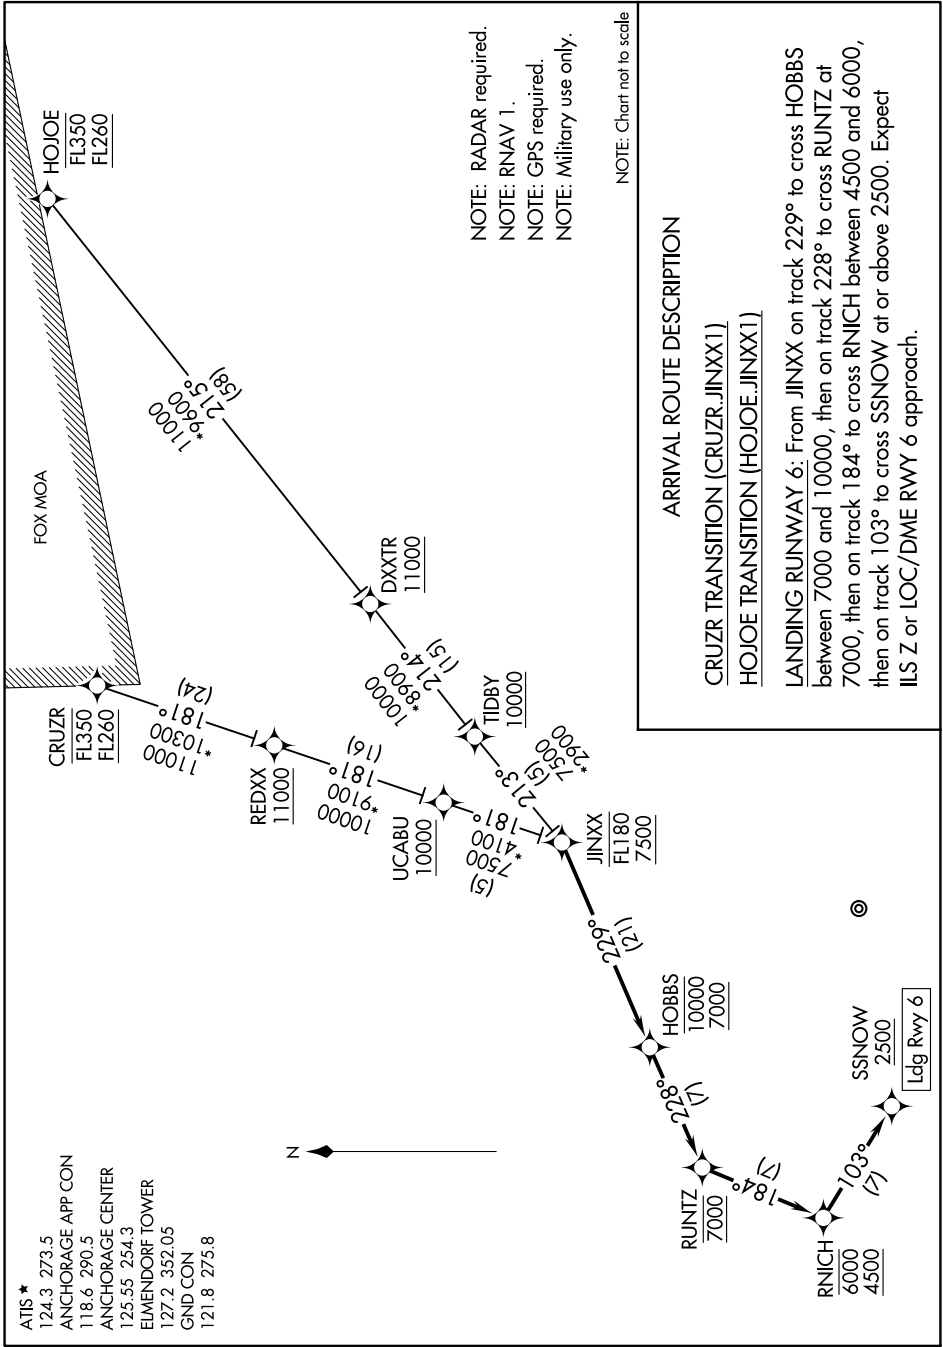 ATIS ★
124.3 273.5
ANCHORAGE APP CON
118.6 290.5
ANCHORAGE CENTER
125.55 254.3
ELMENDORF TOWER
127.2 352.05
GND CON
121.8 275.8
N
FOX MOA
CRUZR
FL350
FL260
HOJOE
FL350
FL260
11000
*10300
181°
(24)
11000
*9600
215°
(58)
REDXX
11000
10000
*9100
181°
(16)
DXXTR
11000
10000
*8900
214°
(15)
UCABU
10000
TIDBY
10000
(5)
7500
*4100
181°
213°
(5)
7500
*2900
JINXX
FL180
7500
229°
(21)
HOBBS
10000
7000
228°
(7)
RUNTZ
7000
184°
(7)
RNICH
6000
4500
103°
(7)
SSNOW
2500
Ldg Rwy 6
NOTE: RADAR required.
NOTE: RNAV 1.
NOTE: GPS required.
NOTE: Military use only.
NOTE: Chart not to scale
ARRIVAL ROUTE DESCRIPTION
CRUZR TRANSITION (CRUZR.JINXX1)
HOJOE TRANSITION (HOJOE.JINXX1)
LANDING RUNWAY 6: From JINXX on track 229° to cross HOBBS
between 7000 and 10000, then on track 228° to cross RUNTZ at
7000, then on track 184° to cross RNICH between 4500 and 6000,
then on track 103° to cross SSNOW at or above 2500. Expect
ILS Z or LOC/DME RWY 6 approach.